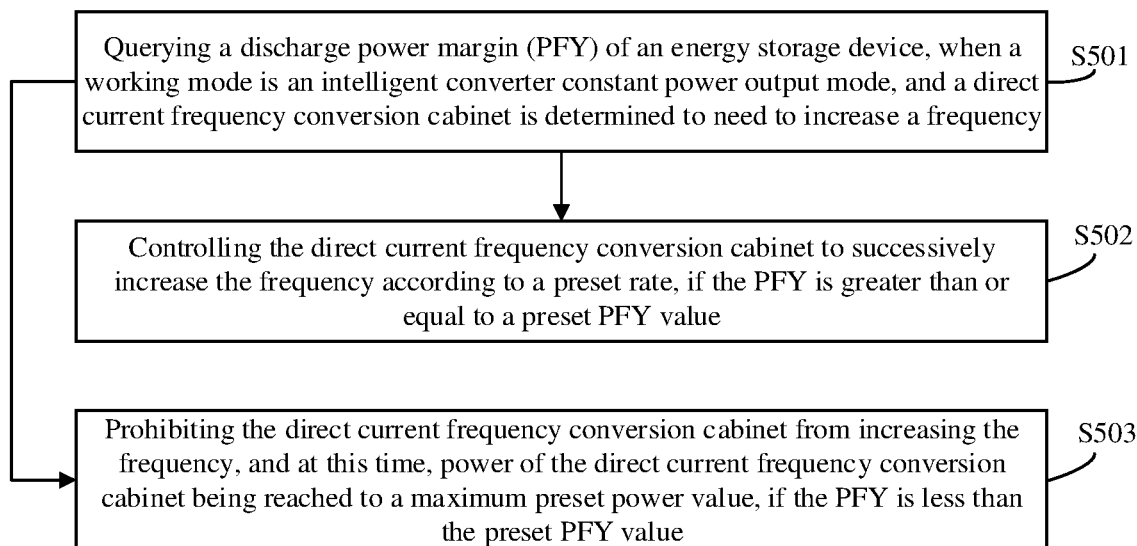 Querying a discharge power margin (PFY) of an energy storage device, when a
working mode is an intelligent converter constant power output mode, and a direct
current frequency conversion cabinet is determined to need to increase a frequency
S501
Controlling the direct current frequency conversion cabinet to successively
increase the frequency according to a preset rate, if the PFY is greater than or
equal to a preset PFY value
S502
Prohibiting the direct current frequency conversion cabinet from increasing the
frequency, and at this time, power of the direct current frequency conversion
cabinet being reached to a maximum preset power value, if the PFY is less than
the preset PFY value
S503